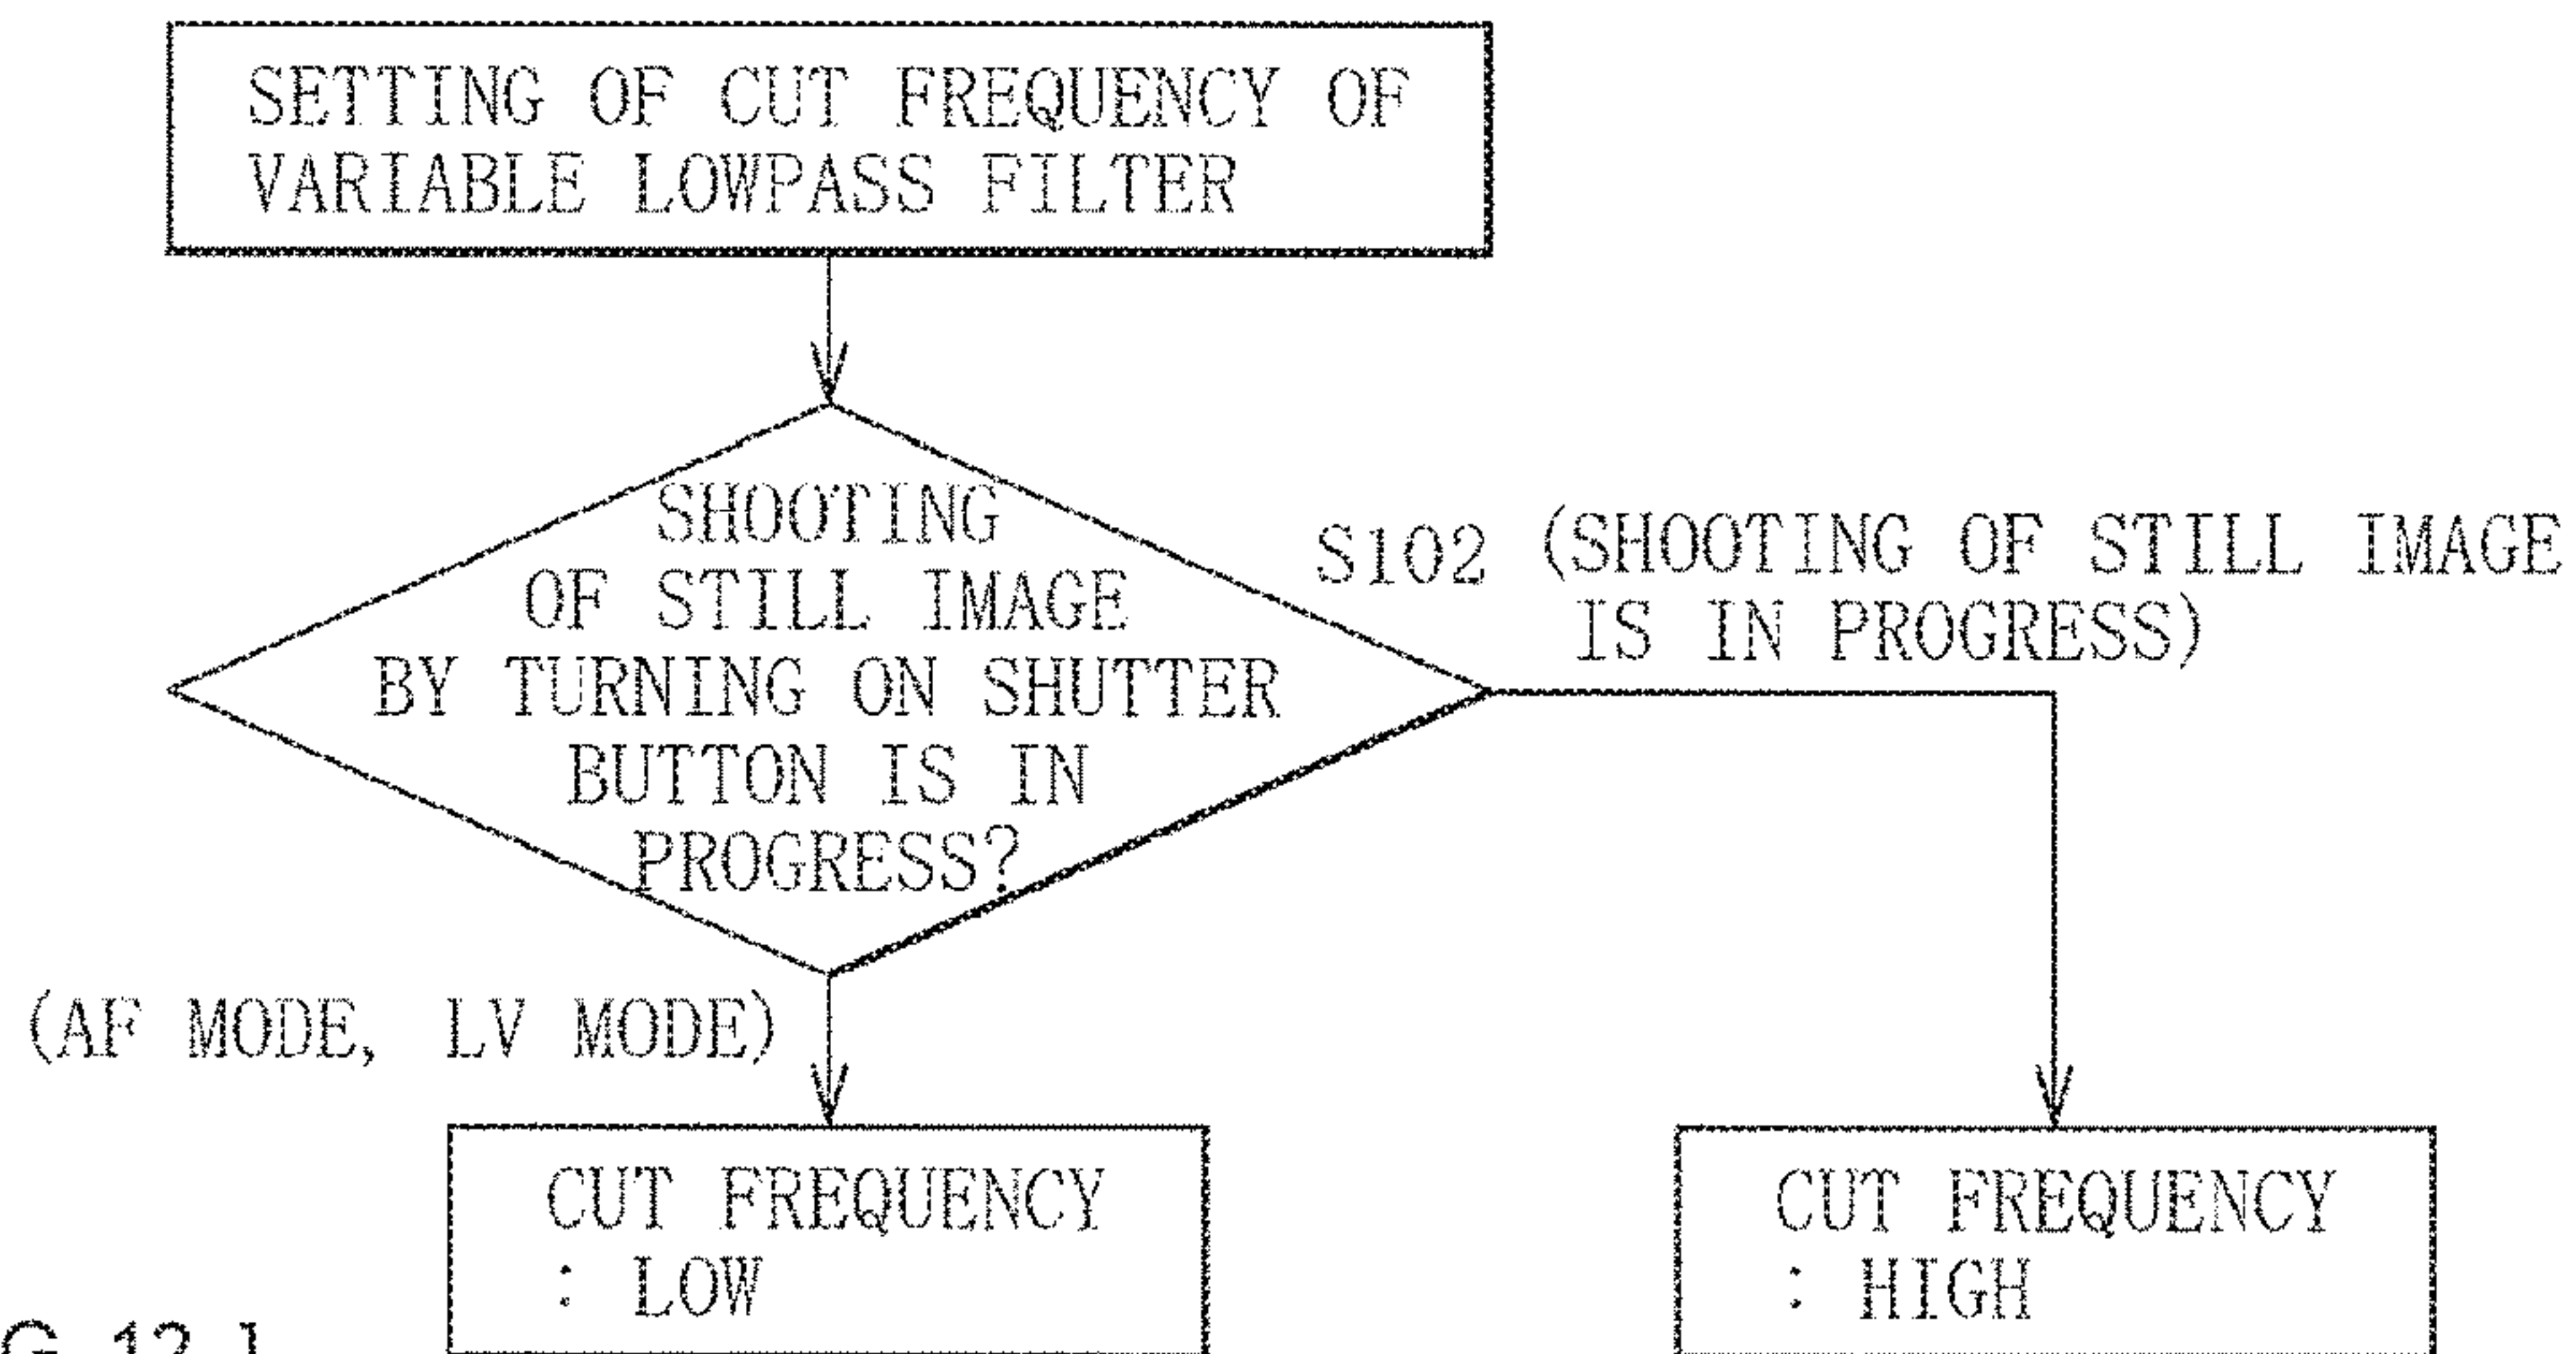 SETTING OF CUT FREQUENCY OF
VARIABLE LOWPASS FILTER
SHOOTING
OF STILL IMAGE
BY TURNING ON SHUTTER
BUTTON IS IN
PROGRESS?
S102
(SHOOTING OF STILL IMAGE
IS IN PROGRESS)
(AF MODE, LV MODE)
CUT FREQUENCY
: LOW
CUT FREQUENCY
: HIGH